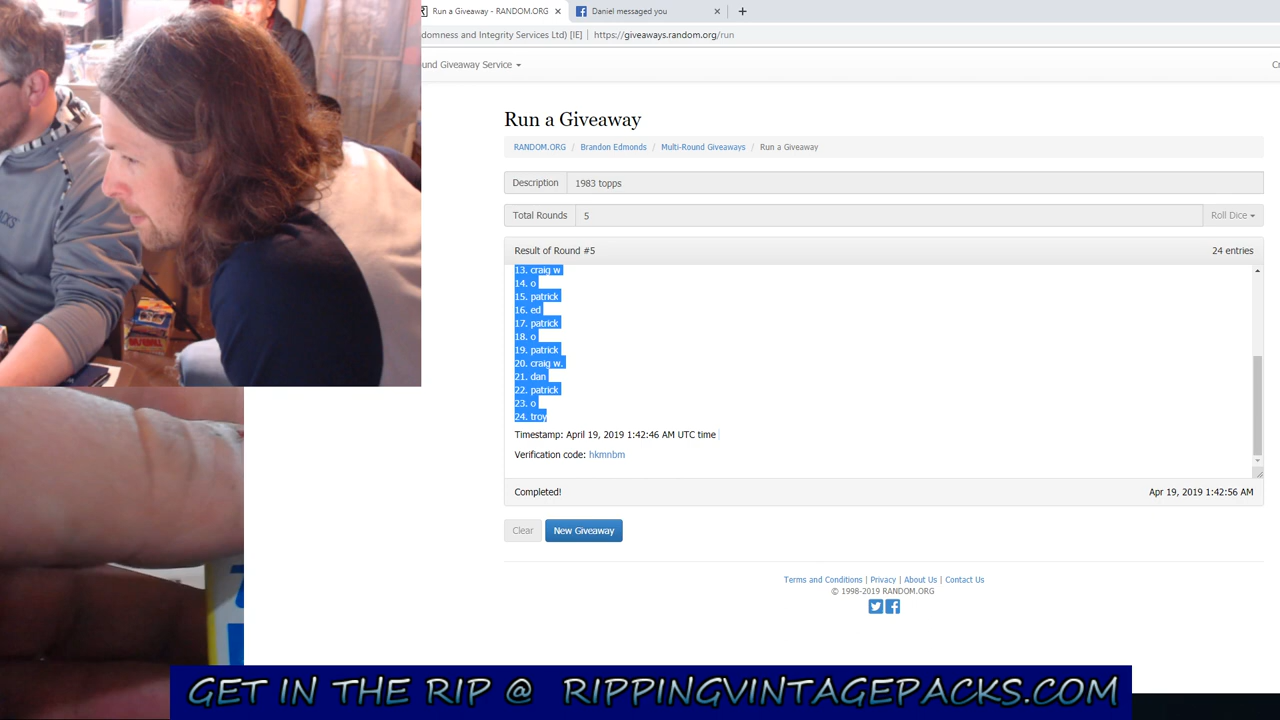 Run a Giveaway - RANDOM.ORG
Daniel messaged you
domness and Integrity Services Ltd) [IE] | https://giveaways.random.org/run
und Giveaway Service
Run a Giveaway
RANDOM.ORG / Brandon Edmonds / Multi-Round Giveaways / Run a Giveaway
Description 1983 topps
Total Rounds 5 Roll Dice
Result of Round #5 24 entries
13. craig w
14. o
15. patrick
16. ed
17. patrick
18. o
19. patrick
20. craig w.
21. dan
22. patrick
23. o
24. troy
Timestamp: April 19, 2019 1:42:46 AM UTC time
Verification code: hkmnbm
Completed! Apr 19, 2019 1:42:56 AM
Clear New Giveaway
Terms and Conditions | Privacy | About Us | Contact Us
© 1998-2019 RANDOM.ORG
BASEBALL
GET IN THE RIP @ RIPPINGVINTAGEPACKS.COM